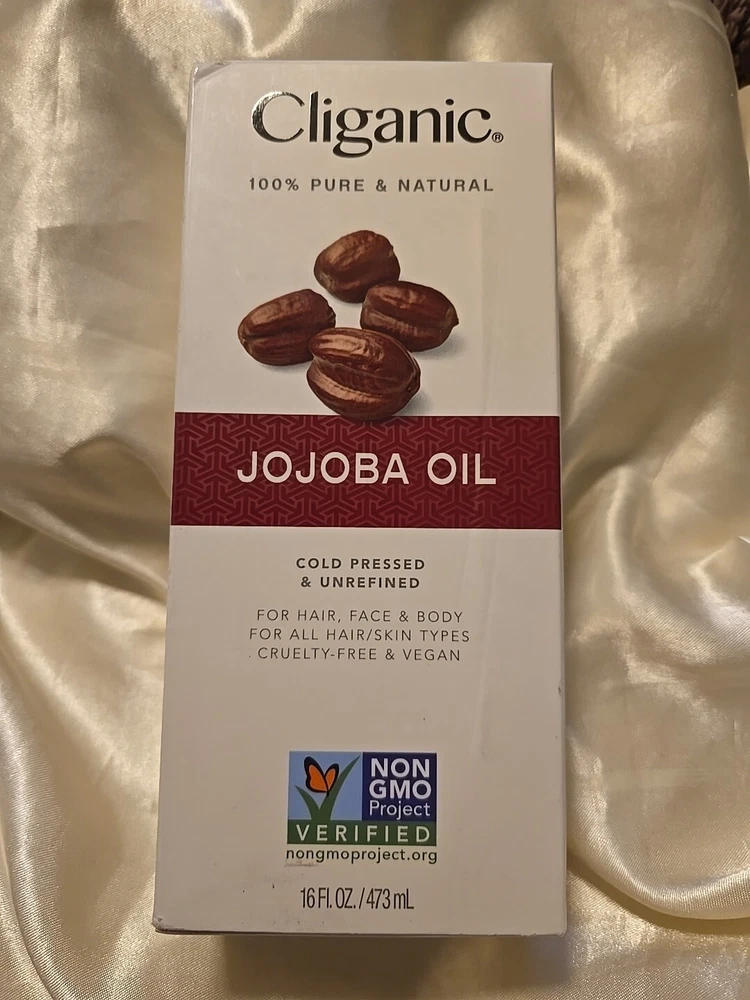 Cliganic®
100% PURE & NATURAL
JOJOBA OIL
COLD PRESSED
& UNREFINED
FOR HAIR, FACE & BODY
FOR ALL HAIR/SKIN TYPES
CRUELTY-FREE & VEGAN
NON
GMO
Project
VERIFIED
nongmoproject.org
16 Fl. OZ. / 473 mL